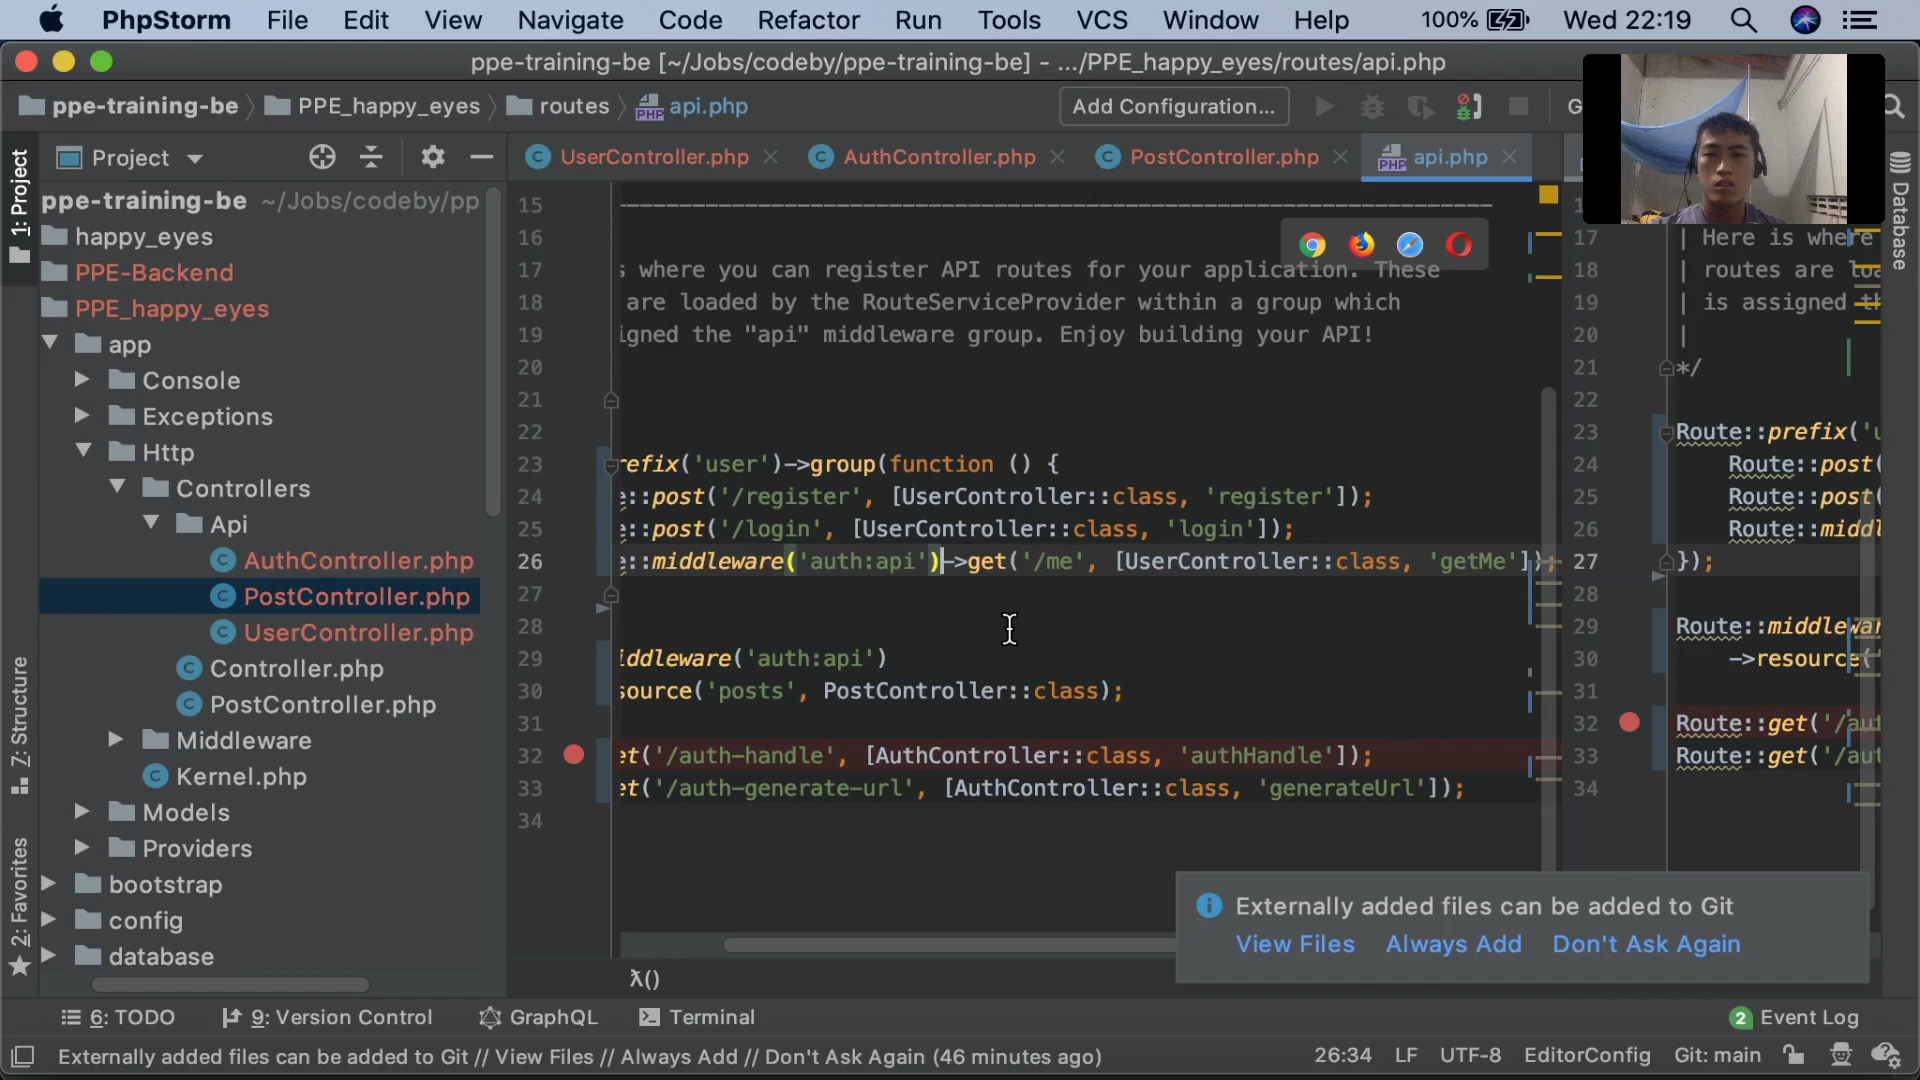 PhpStorm File Edit View Navigate Code Refactor Run Tools VCS Window Help 100% Wed 22:19
ppe-training-be [~/Jobs/codeby/ppe-training-be] - .../PPE_happy_eyes/routes/api.php
ppe-training-be PPE_happy_eyes routes api.php Add Configuration...
Project
UserController.php AuthController.php PostController.php api.php
1: Project
ppe-training-be ~/Jobs/codeby/pp
happy_eyes
PPE-Backend
PPE_happy_eyes
app
Console
Exceptions
Http
Controllers
Api
AuthController.php
PostController.php
UserController.php
Controller.php
PostController.php
Middleware
Kernel.php
Models
Providers
bootstrap
config
database
7: Structure
2: Favorites
15
16
17 s where you can register API routes for your application. These
18 are loaded by the RouteServiceProvider within a group which
19 igned the "api" middleware group. Enjoy building your API!
20
21
22
23 refix('user')->group(function () {
24 e::post('/register', [UserController::class, 'register']);
25 e::post('/login', [UserController::class, 'login']);
26 e::middleware('auth:api')->get('/me', [UserController::class, 'getMe']);
27
28
29 iddleware('auth:api')
30 source('posts', PostController::class);
31
32 et('/auth-handle', [AuthController::class, 'authHandle']);
33 et('/auth-generate-url', [AuthController::class, 'generateUrl']);
34
17 | Here is where
18 | routes are loa
19 | is assigned th
20 |
21 */
22
23 Route::prefix('u
24 Route::post(
25 Route::post(
26 Route::middl
27 });
28
29 Route::middlewar
30 ->resource('
31
32 Route::get('/aut
33 Route::get('/aut
34
Database
λ()
Externally added files can be added to Git
View Files Always Add Don't Ask Again
6: TODO 9: Version Control GraphQL Terminal 2 Event Log
Externally added files can be added to Git // View Files // Always Add // Don't Ask Again (46 minutes ago) 26:34 LF UTF-8 EditorConfig Git: main